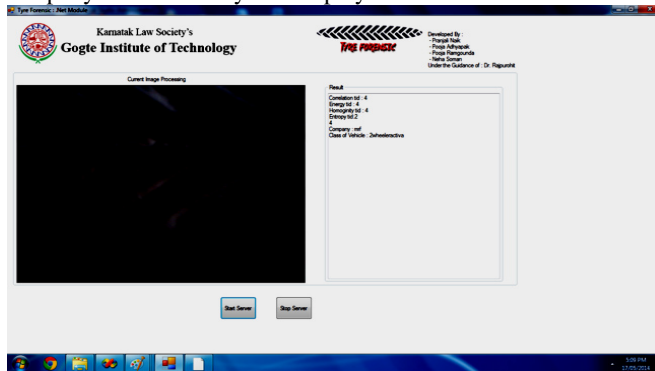 Tyre Forensic : .Net Module
Karnatak Law Society's
Gogte Institute of Technology
TYRE FORENSIC
Developed By :
- Pranjali Naik
- Pooja Adhyapak
- Pooja Ramgounda
- Neha Soman
Under the Guidance of : Dr. Rajpurohit
Current Image Processing
Result
Correlation tid : 4
Energy tid : 4
Homoginity tid : 4
Entropy tid:2
4
Company : mrf
Class of Vehicle : 2wheeleractiva
Start Server
Stop Server
5:09 PM
17/05/2014